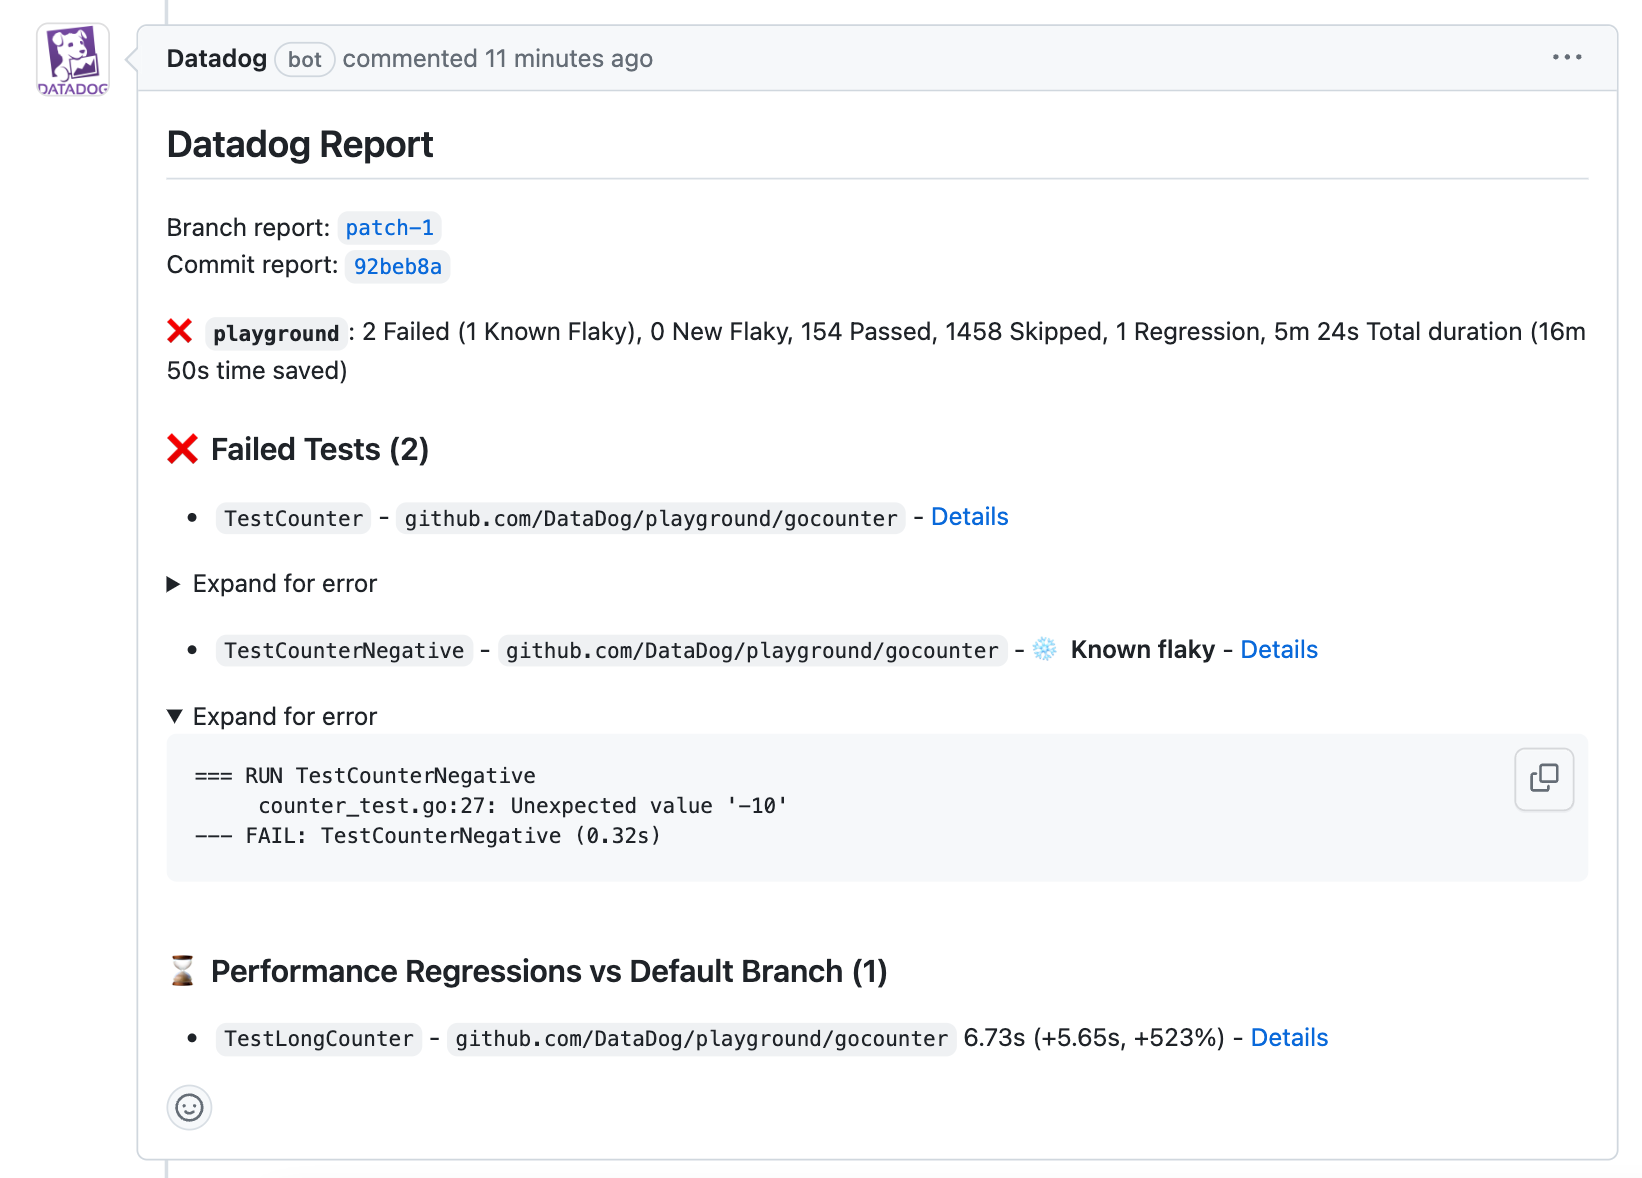 DATADOG
Datadog bot commented 11 minutes ago
Datadog Report
Branch report: patch-1
Commit report: 92beb8a
❌ playground: 2 Failed (1 Known Flaky), 0 New Flaky, 154 Passed, 1458 Skipped, 1 Regression, 5m 24s Total duration (16m
50s time saved)
❌ Failed Tests (2)
• TestCounter - github.com/DataDog/playground/gocounter - Details
▶ Expand for error
• TestCounterNegative - github.com/DataDog/playground/gocounter - ❄️ Known flaky - Details
▼ Expand for error
=== RUN TestCounterNegative
counter_test.go:27: Unexpected value '-10'
--- FAIL: TestCounterNegative (0.32s)
⌛ Performance Regressions vs Default Branch (1)
• TestLongCounter - github.com/DataDog/playground/gocounter 6.73s (+5.65s, +523%) - Details